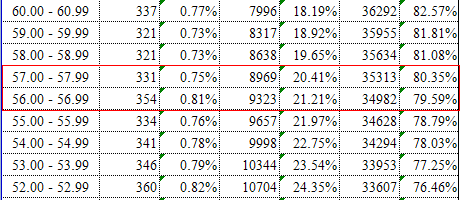 60.00 - 60.99 337 0.77% 7996 18.19% 36292 82.57%
59.00 - 59.99 321 0.73% 8317 18.92% 35955 81.81%
58.00 - 58.99 321 0.73% 8638 19.65% 35634 81.08%
57.00 - 57.99 331 0.75% 8969 20.41% 35313 80.35%
56.00 - 56.99 354 0.81% 9323 21.21% 34982 79.59%
55.00 - 55.99 334 0.76% 9657 21.97% 34628 78.79%
54.00 - 54.99 341 0.78% 9998 22.75% 34294 78.03%
53.00 - 53.99 346 0.79% 10344 23.54% 33953 77.25%
52.00 - 52.99 360 0.82% 10704 24.35% 33607 76.46%